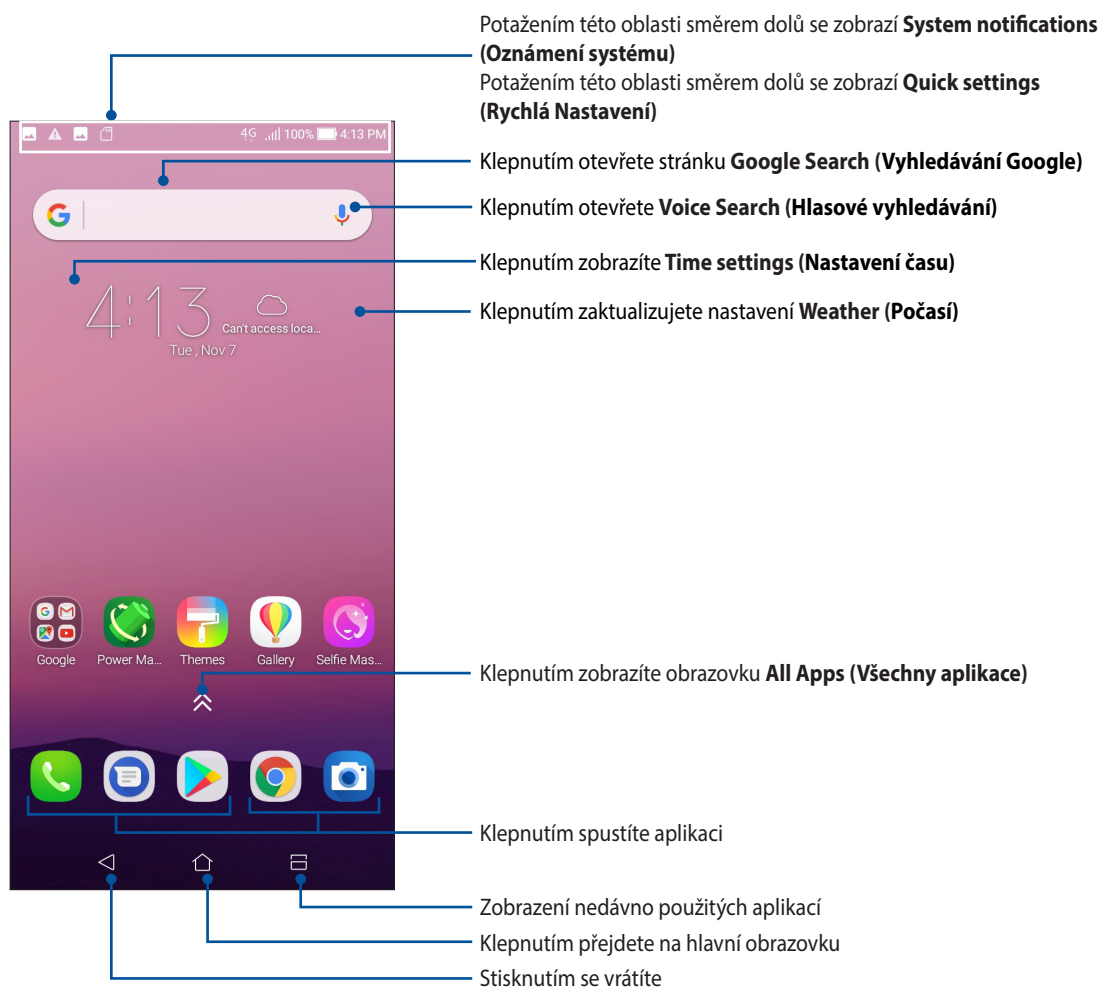 Potažením této oblasti směrem dolů se zobrazí System notifications
(Oznámení systému)
Potažením této oblasti směrem dolů se zobrazí Quick settings
(Rychlá Nastavení)
4G 100% 4:13 PM
Klepnutím otevřete stránku Google Search (Vyhledávání Google)
G
Klepnutím otevřete Voice Search (Hlasové vyhledávání)
Klepnutím zobrazíte Time settings (Nastavení času)
4:13
Can't access loca...
Tue , Nov 7
Klepnutím zaktualizujete nastavení Weather (Počasí)
Google Power Ma... Themes Gallery Selfie Mas...
Klepnutím zobrazíte obrazovku All Apps (Všechny aplikace)
Klepnutím spustíte aplikaci
Zobrazení nedávno použitých aplikací
Klepnutím přejdete na hlavní obrazovku
Stisknutím se vrátíte